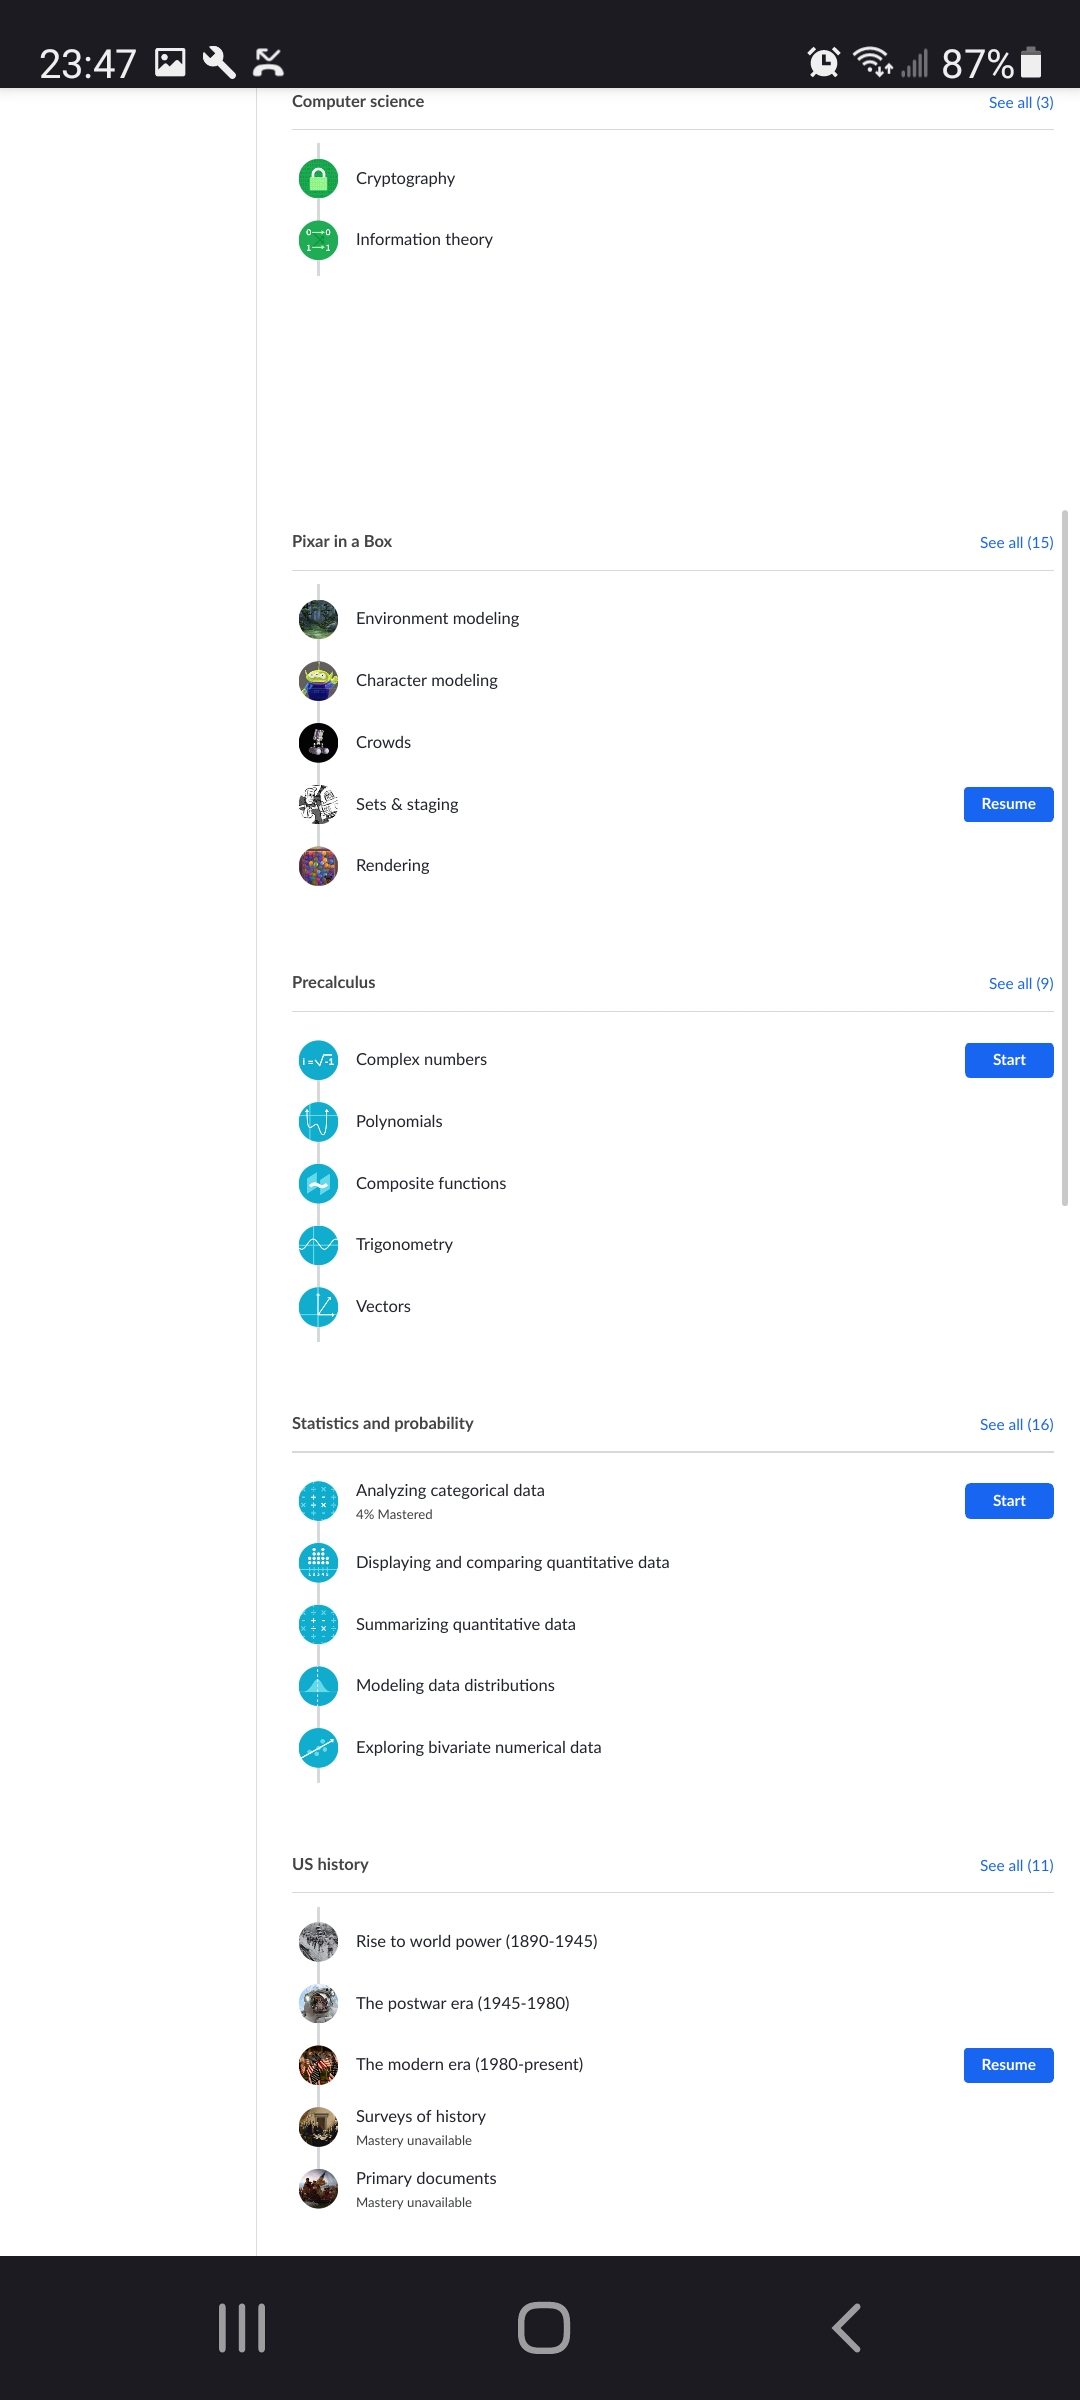 23:47
87%
Computer science
See all (3)
Cryptography
Information theory
Pixar in a Box
See all (15)
Environment modeling
Character modeling
Crowds
Sets & staging
Resume
Rendering
Precalculus
See all (9)
Complex numbers
Start
Polynomials
Composite functions
Trigonometry
Vectors
Statistics and probability
See all (16)
Analyzing categorical data
4% Mastered
Start
Displaying and comparing quantitative data
Summarizing quantitative data
Modeling data distributions
Exploring bivariate numerical data
US history
See all (11)
Rise to world power (1890-1945)
The postwar era (1945-1980)
The modern era (1980-present)
Resume
Surveys of history
Mastery unavailable
Primary documents
Mastery unavailable